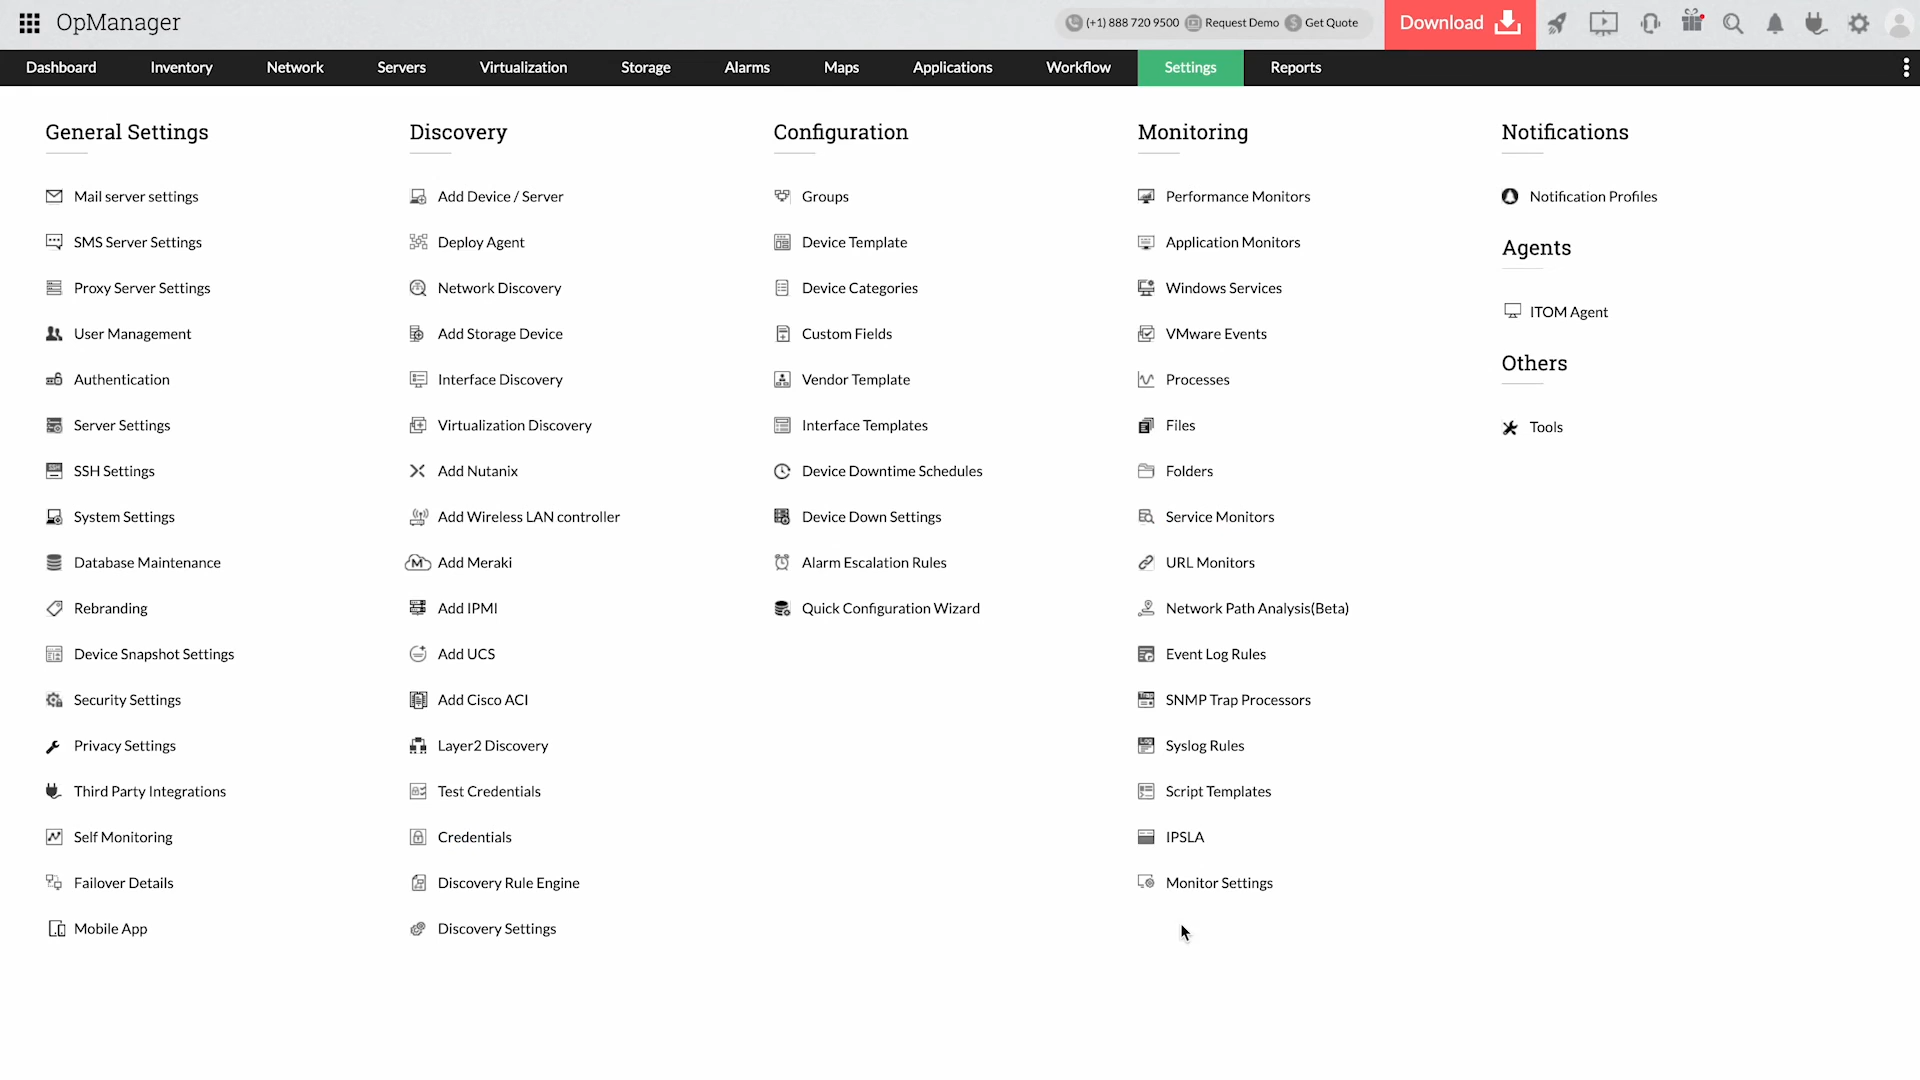 OpManager
(+1) 888 720 9500 Request Demo Get Quote Download
Dashboard Inventory Network Servers Virtualization Storage Alarms Maps Applications Workflow Settings Reports
General Settings
Mail server settings
SMS Server Settings
Proxy Server Settings
User Management
Authentication
Server Settings
SSH Settings
System Settings
Database Maintenance
Rebranding
Device Snapshot Settings
Security Settings
Privacy Settings
Third Party Integrations
Self Monitoring
Failover Details
Mobile App
Discovery
Add Device / Server
Deploy Agent
Network Discovery
Add Storage Device
Interface Discovery
Virtualization Discovery
Add Nutanix
Add Wireless LAN controller
Add Meraki
Add IPMI
Add UCS
Add Cisco ACI
Layer2 Discovery
Test Credentials
Credentials
Discovery Rule Engine
Discovery Settings
Configuration
Groups
Device Template
Device Categories
Custom Fields
Vendor Template
Interface Templates
Device Downtime Schedules
Device Down Settings
Alarm Escalation Rules
Quick Configuration Wizard
Monitoring
Performance Monitors
Application Monitors
Windows Services
VMware Events
Processes
Files
Folders
Service Monitors
URL Monitors
Network Path Analysis(Beta)
Event Log Rules
SNMP Trap Processors
Syslog Rules
Script Templates
IPSLA
Monitor Settings
Notifications
Notification Profiles
Agents
ITOM Agent
Others
Tools